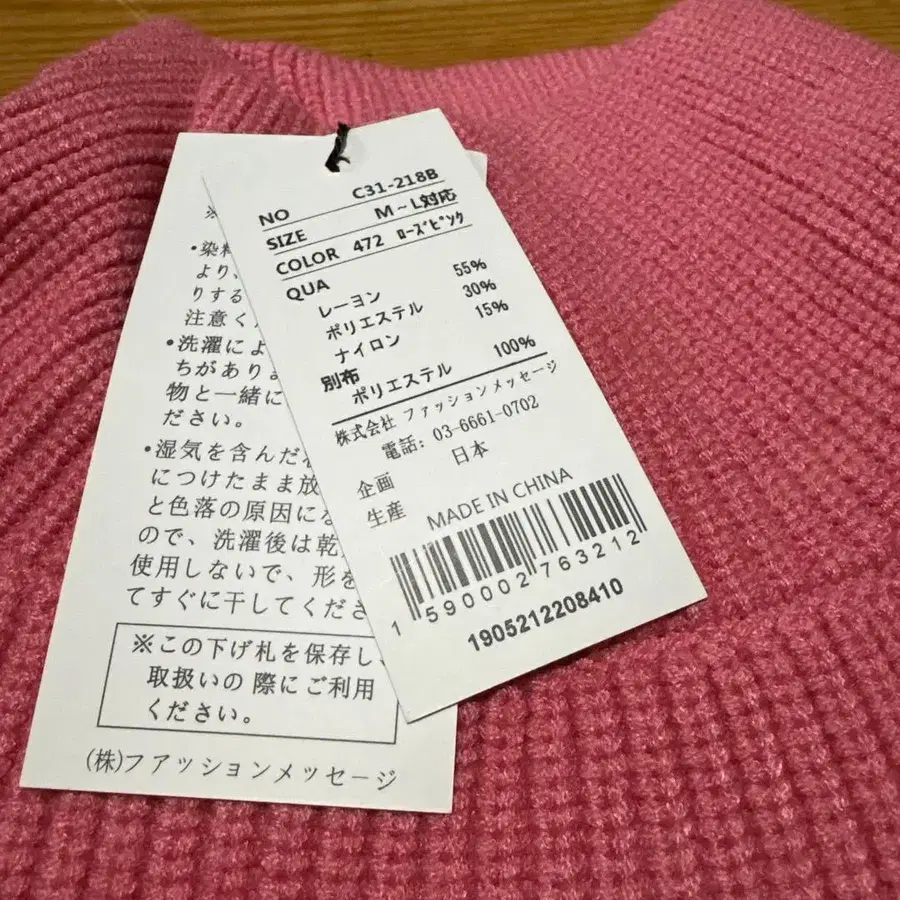 NO C31-218B
SIZE M～L対応
COLOR 472 ﾛｰｽﾞﾋﾟﾝｸ
QUA
レーヨン 55%
ポリエステル 30%
ナイロン 15%
別布
ポリエステル 100%
株式会社 ファッションメッセージ
電話: 03-6661-0702
企画 日本
生産 MADE IN CHINA
1 590002 763212
1905212208410
※
•染料
より、
りする
注意く
•洗濯によ
ちがありま
物と一緒に
ださい。
•湿気を含んだ
につけたまま放
と色落の原因にな
ので、洗濯後は乾
使用しないで、形を
てすぐに干してくださ
※この下げ札を保存し、
取扱いの際にご利用
ください。
(株)ファッションメッセージ